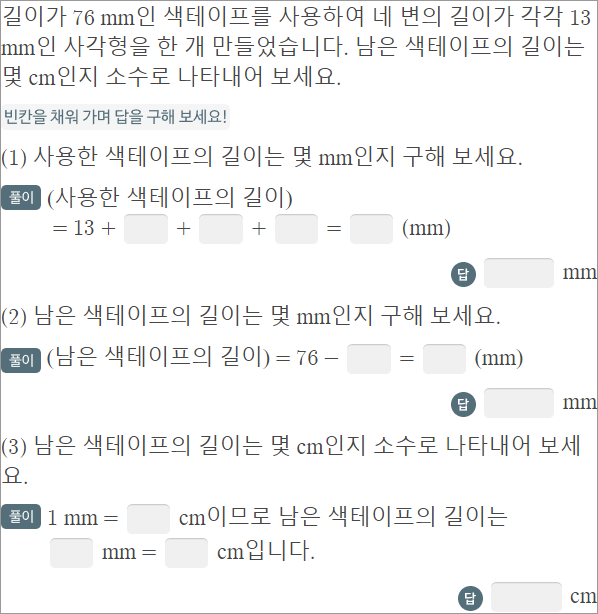 길이가 76 mm인 색테이프를 사용하여 네 변의 길이가 각각 13
mm인 사각형을 한 개 만들었습니다. 남은 색테이프의 길이는
몇 cm인지 소수로 나타내어 보세요.
빈칸을 채워 가며 답을 구해 보세요!
(1) 사용한 색테이프의 길이는 몇 mm인지 구해 보세요.
풀이 (사용한 색테이프의 길이)
= 13 + + + = (mm)
답 mm
(2) 남은 색테이프의 길이는 몇 mm인지 구해 보세요.
풀이 (남은 색테이프의 길이) = 76 − = (mm)
답 mm
(3) 남은 색테이프의 길이는 몇 cm인지 소수로 나타내어 보세
요.
풀이 1 mm = cm이므로 남은 색테이프의 길이는
mm = cm입니다.
답 cm